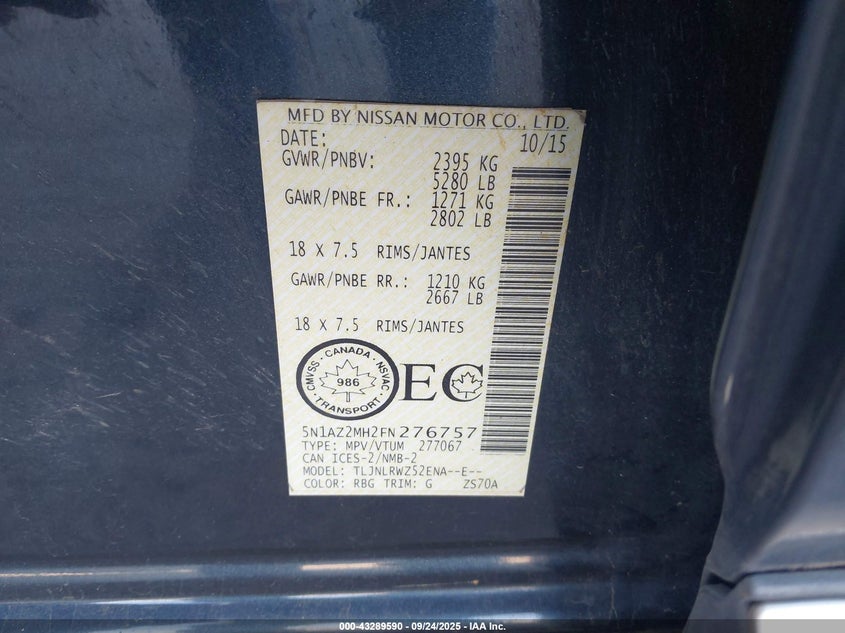 MFD BY NISSAN MOTOR CO., LTD.
DATE: 10/15
GVWR/PNBV: 2395 KG
5280 LB
GAWR/PNBE FR.: 1271 KG
2802 LB
18 X 7.5 RIMS/JANTES
GAWR/PNBE RR.: 1210 KG
2667 LB
18 X 7.5 RIMS/JANTES
CMVSS · CANADA · NSVAC · TRANSPORT ·
986
EC
5N1AZ2MH2FN276757
TYPE: MPV/VTUM 277067
CAN ICES-2/NMB-2
MODEL: TLJNLRWZ52ENA--E--
COLOR: RBG TRIM: G ZS70A
000-43289590 - 09/24/2025 - IAA Inc.